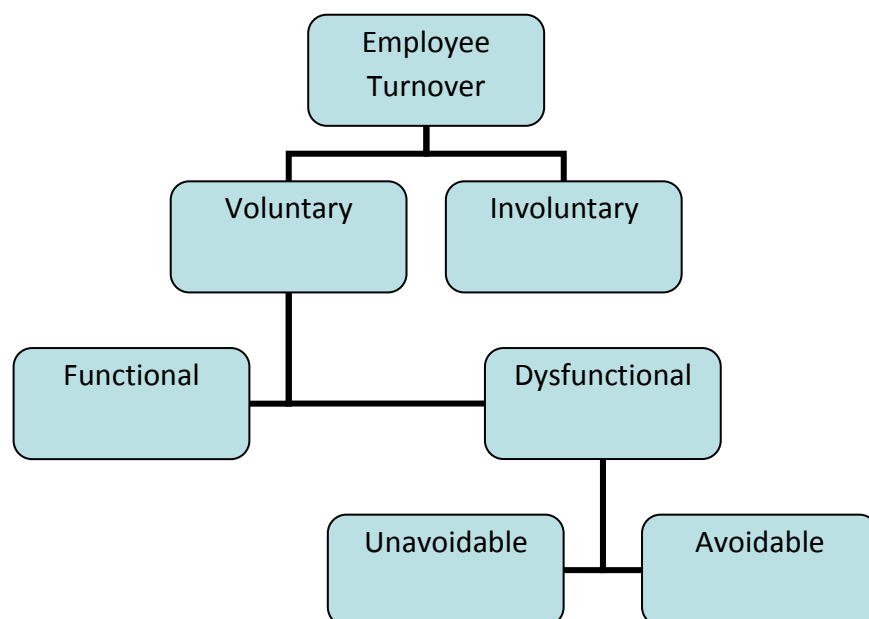 Employee
Turnover
Voluntary
Involuntary
Functional
Dysfunctional
Unavoidable
Avoidable